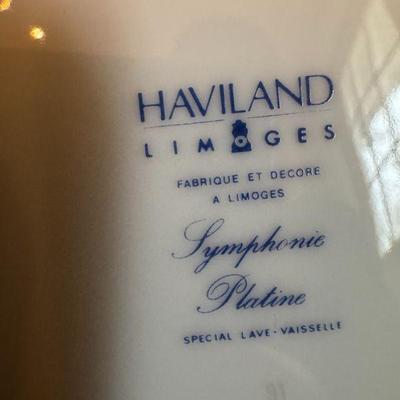 HAVILAND
LIMOGES
FABRIQUE ET DECORE
A LIMOGES
Symphonie
Platine
SPECIAL LAVE-VAISSELLE